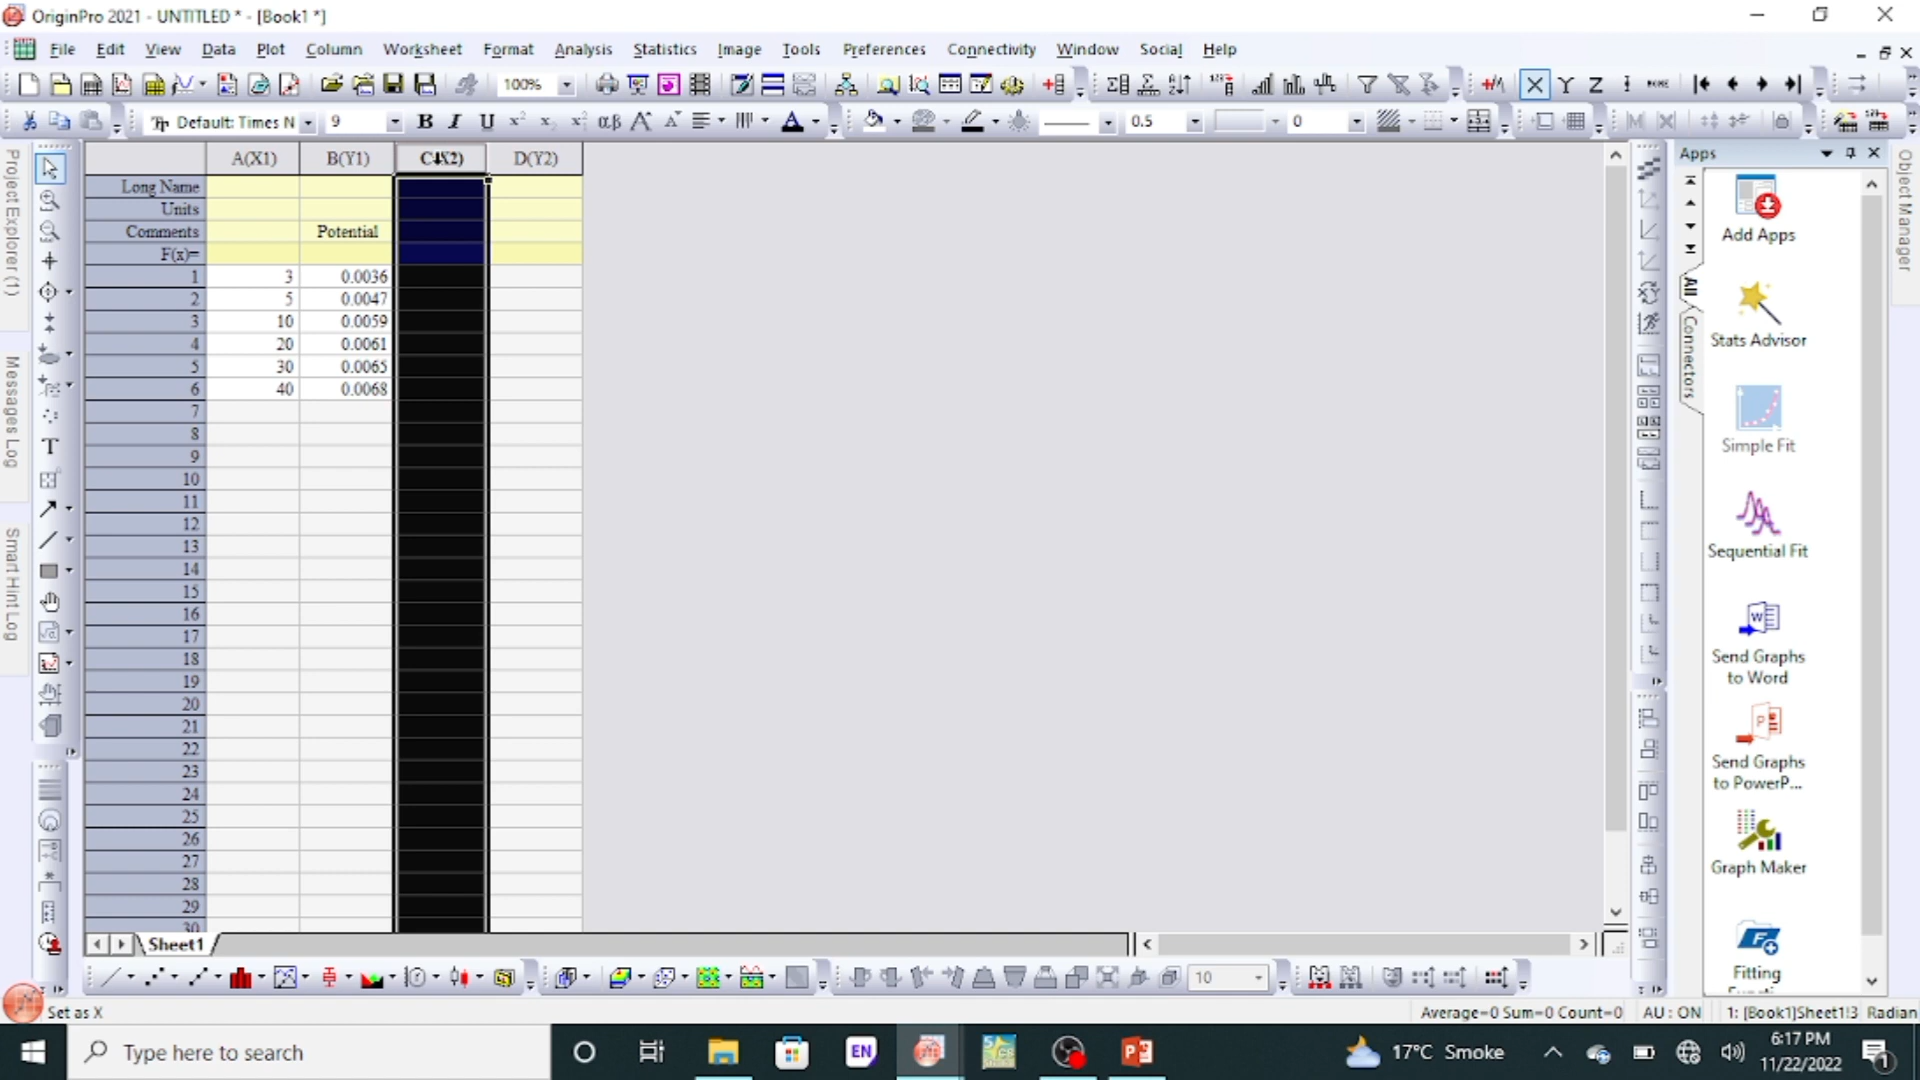 OriginPro 2021 - UNTITLED * - [Book1 *]
File Edit View Data Plot Column Worksheet Format Analysis Statistics Image Tools Preferences Connectivity Window Social Help
100%
X Y Z
Default: Times N 9 B I U αβ A 0.5 0
Project Explorer (1)
Messages Log
Smart Hint Log
A(X1) B(Y1) D(Y2)
Long Name
Units
Comments Potential
F(x)=
1 3 0.0036
2 5 0.0047
3 10 0.0059
4 20 0.0061
5 30 0.0065
6 40 0.0068
7
8
9
10
11
12
13
14
15
16
17
18
19
20
21
22
23
24
25
26
27
28
29
30
Sheet1
Apps
All
Connectors
Add Apps
Stats Advisor
Simple Fit
Sequential Fit
Send Graphs
to Word
Send Graphs
to PowerP...
Graph Maker
Fitting
Object Manager
10
Set as X
Average=0 Sum=0 Count=0 AU : ON 1: [Book1]Sheet1!3 Radian
Type here to search
EN
17°C Smoke
6:17 PM
11/22/2022
1